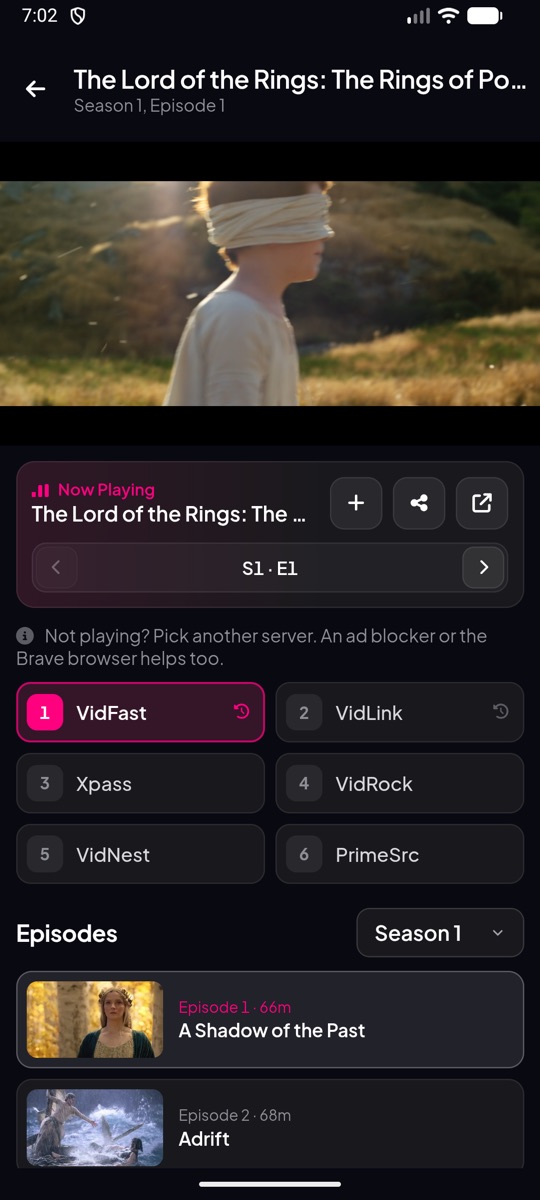 7:02
The Lord of the Rings: The Rings of Po...
Season 1, Episode 1
Now Playing
The Lord of the Rings: The ...
S1 · E1
Not playing? Pick another server. An ad blocker or the
Brave browser helps too.
1 VidFast
2 VidLink
3 Xpass
4 VidRock
5 VidNest
6 PrimeSrc
Episodes
Season 1
Episode 1 · 66m
A Shadow of the Past
Episode 2 · 68m
Adrift